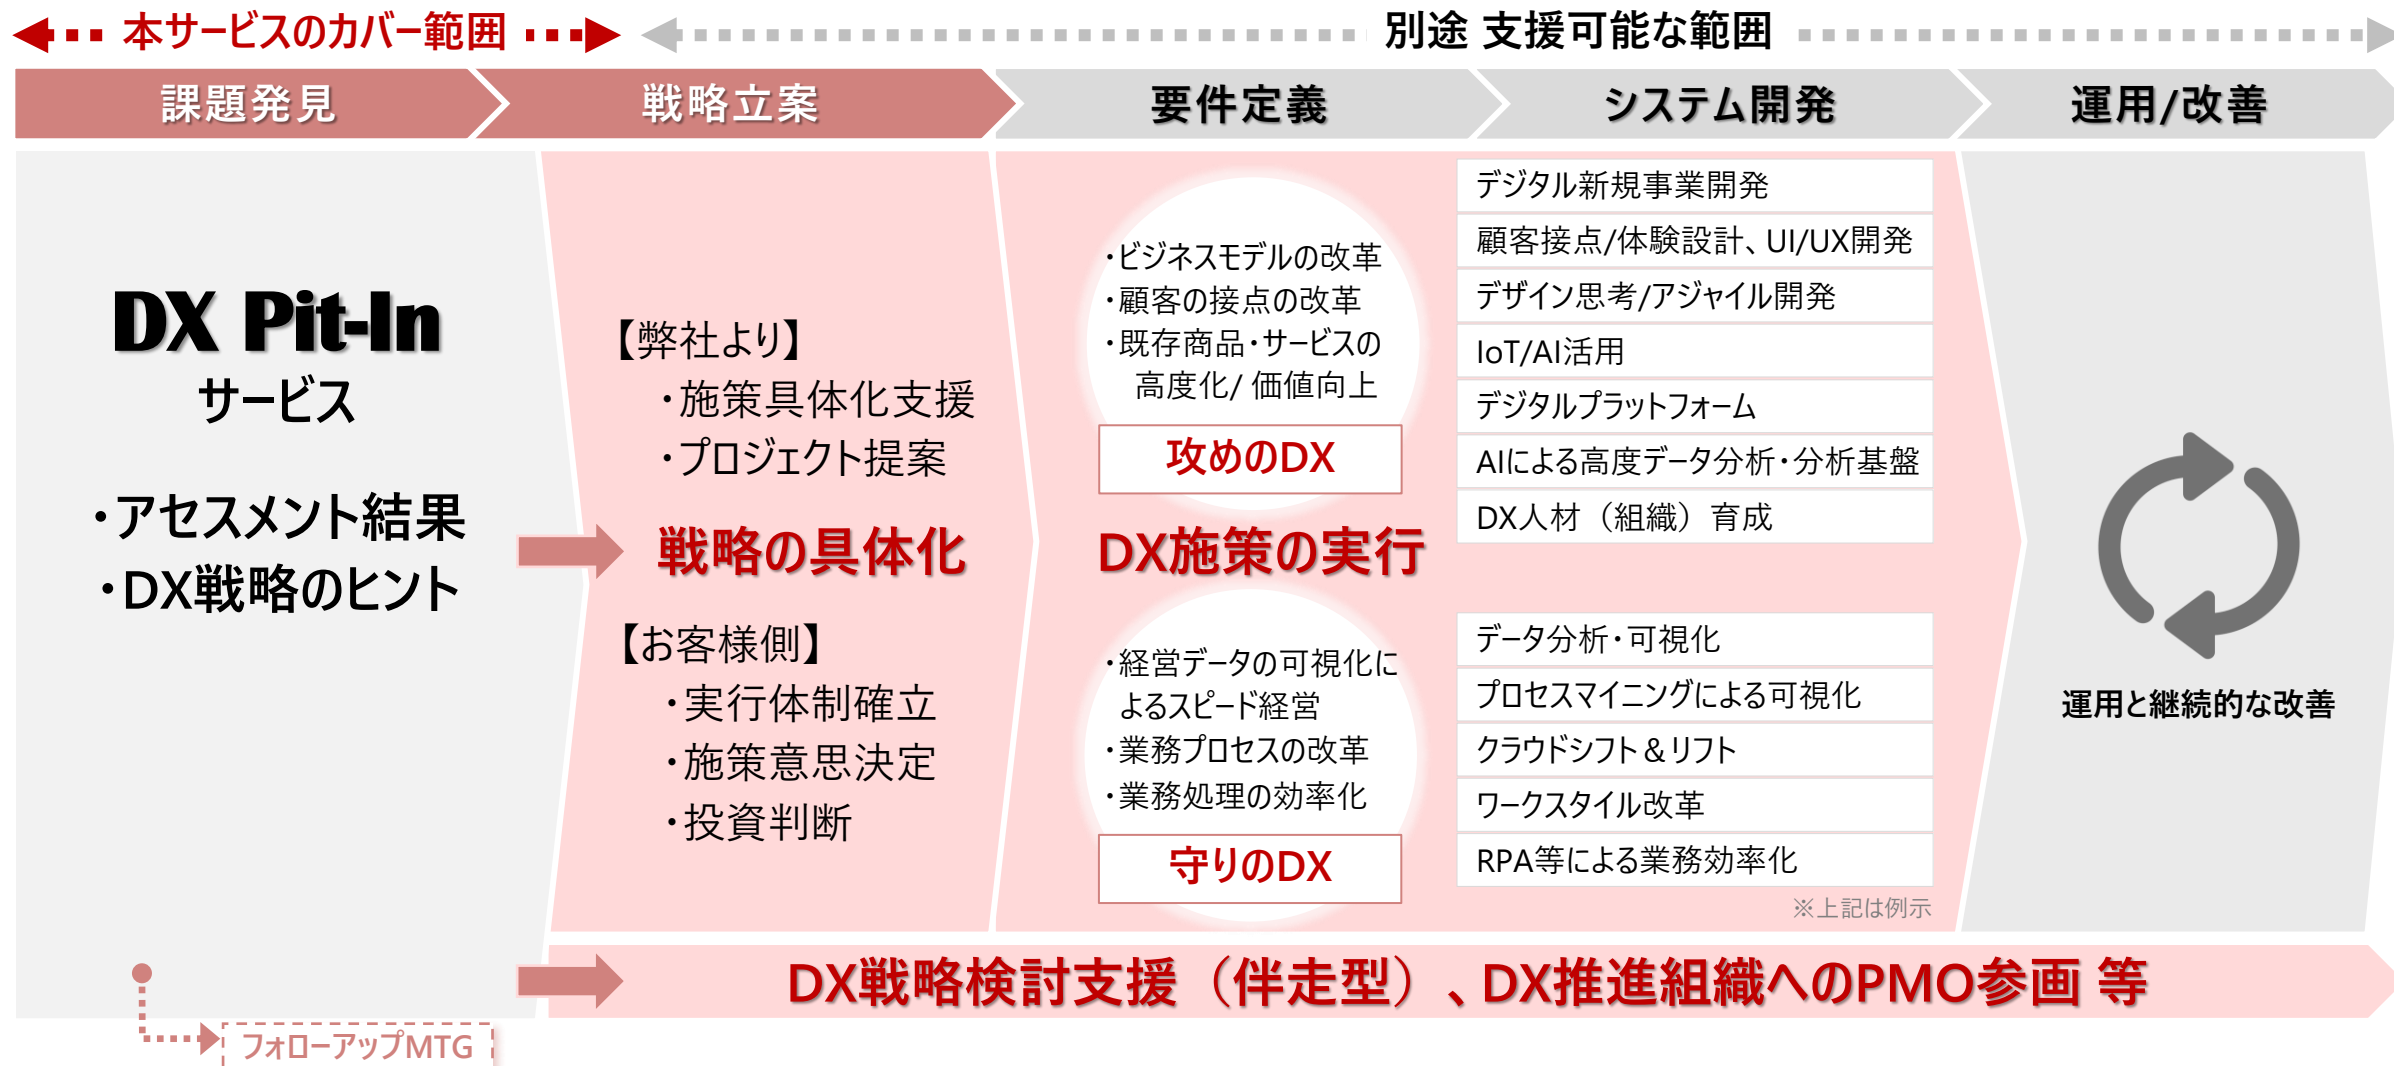 本サービスのカバー範囲
別途 支援可能な範囲
課題発見
戦略立案
要件定義
システム開発
運用/改善
DX Pit-In
サービス
・アセスメント結果
・DX戦略のヒント
フォローアップMTG
【弊社より】
・施策具体化支援
・プロジェクト提案
戦略の具体化
【お客様側】
・実行体制確立
・施策意思決定
・投資判断
・ビジネスモデルの改革
・顧客の接点の改革
・既存商品・サービスの
高度化/ 価値向上
攻めのDX
DX施策の実行
・経営データの可視化に
よるスピード経営
・業務プロセスの改革
・業務処理の効率化
守りのDX
デジタル新規事業開発
顧客接点/体験設計、UI/UX開発
デザイン思考/アジャイル開発
IoT/AI活用
デジタルプラットフォーム
AIによる高度データ分析・分析基盤
DX人材（組織）育成
データ分析・可視化
プロセスマイニングによる可視化
クラウドシフト＆リフト
ワークスタイル改革
RPA等による業務効率化
※上記は例示
運用と継続的な改善
DX戦略検討支援（伴走型）、DX推進組織へのPMO参画 等